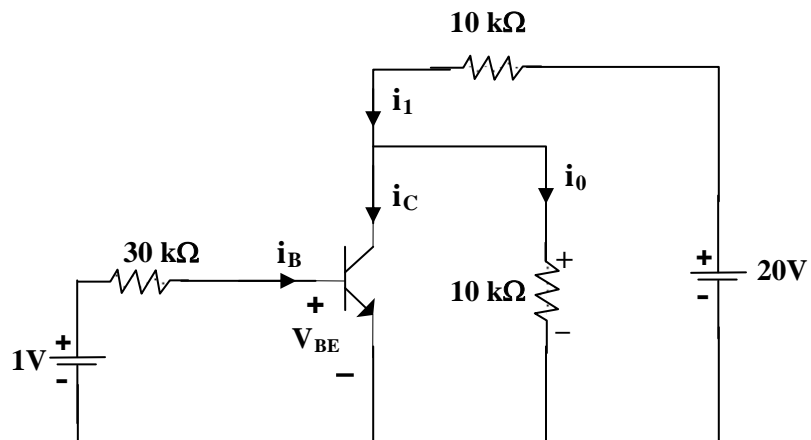 10 kΩ
i1
iC
i0
30 kΩ
iB
+
10 kΩ
+
-
20V
+
VBE
−
−
+
1V
-